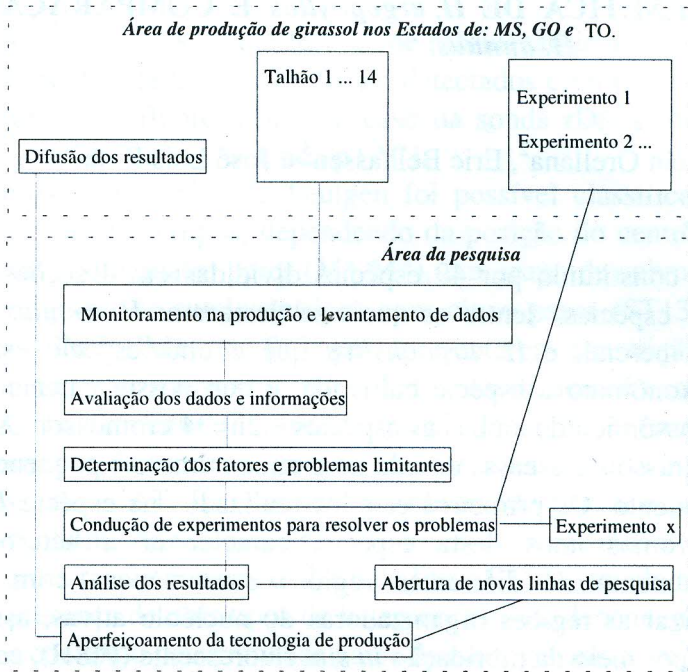 Área de produção de girassol nos Estados de: MS, GO e TO.
Talhão 1 ... 14
Experimento 1
Experimento 2 ...
Difusão dos resultados
Área da pesquisa
Monitoramento na produção e levantamento de dados
Avaliação dos dados e informações
Determinação dos fatores e problemas limitantes
Condução de experimentos para resolver os problemas
Experimento x
Análise dos resultados
Abertura de novas linhas de pesquisa
Aperfeiçoamento da tecnologia de produção